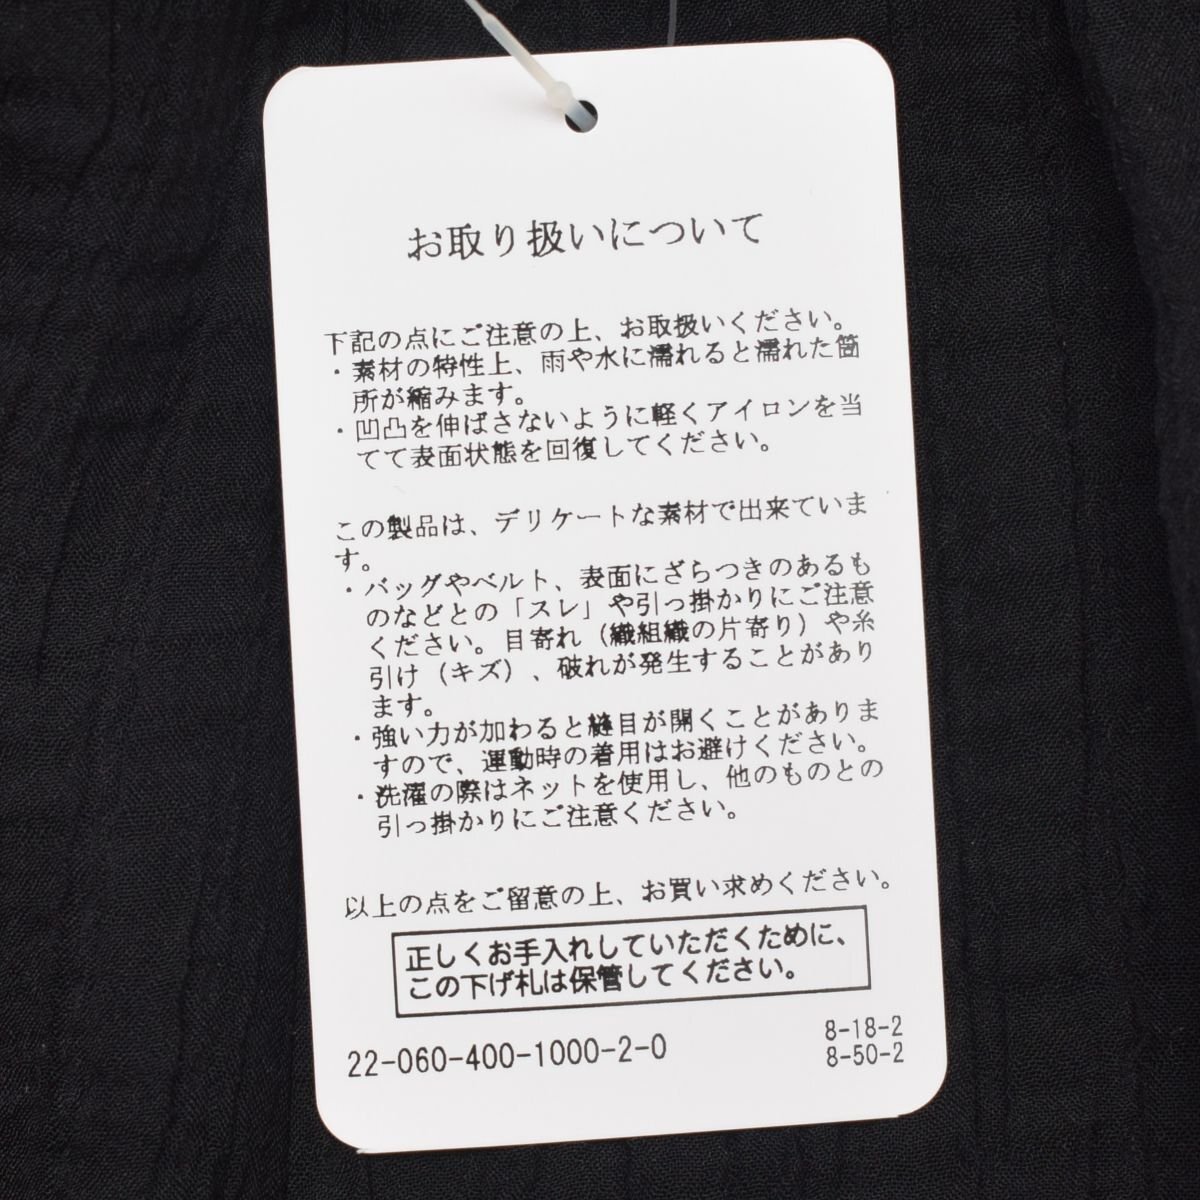 お取り扱いについて
下記の点にご注意の上、お取扱いください。
・素材の特性上、雨や水に濡れると濡れた箇
所が縮みます。
・凹凸を伸ばさないように軽くアイロンを当
てて表面状態を回復してください。
この製品は、デリケートな素材で出来ていま
す。
・バッグやベルト、表面にざらつきのあるも
のなどとの「スレ」や引っ掛かりにご注意
ください。目寄れ（織組織の片寄り）や糸
引け（キズ）、破れが発生することがあり
ます。
・強い力が加わると縫目が開くことがありま
すので、運動時の着用はお避けください。
・洗濯の際はネットを使用し、他のものとの
引っ掛かりにご注意ください。
以上の点をご留意の上、お買い求めください。
正しくお手入れしていただくために、
この下げ札は保管してください。
22-060-400-1000-2-0
8-18-2
8-50-2